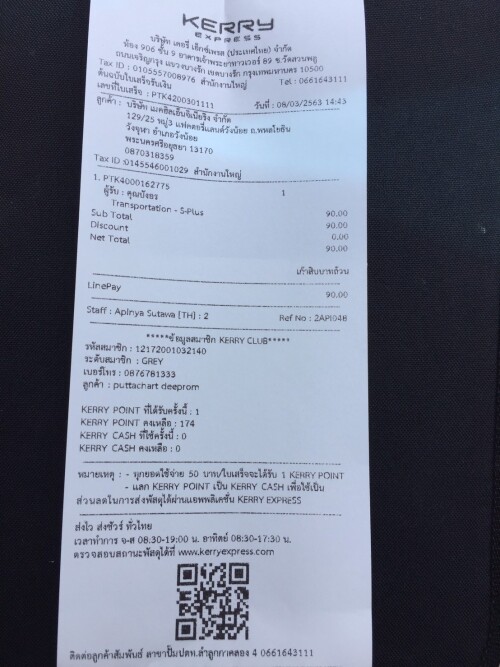 KERRY
EXPRESS
บริษัท เคอรี่ เอ็กซ์เพรส (ประเทศไทย) จำกัด
ห้อง 906 ชั้น 9 อาคารเจ้าพระยาทาวเวอร์ 89 ซ.วัดสวนพลู
ถนนเจริญกรุง แขวงบางรัก เขตบางรัก กรุงเทพมหานคร 10500
Tax ID : 0105557008976 สำนักงานใหญ่ Tel : 0661643111
ต้นฉบับใบเสร็จรับเงิน
เลขที่ใบเสร็จ : PTK4200301111 วันที่ : 08/03/2563 14:43
ลูกค้า : บริษัท แมคฮิลเอ็นจิเนียริง จำกัด
129/25 หมู่3 แฟคตอรี่แลนด์วังน้อย ถ.พหลโยธิน
วังจุฬา อำเภอวังน้อย
พระนครศรีอยุธยา 13170
0870318359
Tax ID :0145546001029 สำนักงานใหญ่
1. PTK4000162775 1
ผู้รับ : คุณบังอร
Transportation - S-Plus 90.00
Sub Total 90.00
Discount 0.00
Net Total 90.00
เก้าสิบบาทถ้วน
LinePay 90.00
Staff : Apinya Sutawa [TH] : 2 Ref No : 2API048
*****ข้อมูลสมาชิก KERRY CLUB*****
รหัสสมาชิก : 12172001032140
ระดับสมาชิก : GREY
เบอร์โทร : 0876781333
ลูกค้า : puttachart deeprom
KERRY POINT ที่ได้รับครั้งนี้ : 1
KERRY POINT คงเหลือ : 174
KERRY CASH ที่ใช้ครั้งนี้ : 0
KERRY CASH คงเหลือ : 0
หมายเหตุ : - ทุกยอดใช้จ่าย 50 บาท/ใบเสร็จจะได้รับ 1 KERRY POINT
- แลก KERRY POINT เป็น KERRY CASH เพื่อใช้เป็น
ส่วนลดในการส่งพัสดุได้ผ่านแอพพลิเคชั่น KERRY EXPRESS
ส่งไว ส่งชัวร์ ทั่วไทย
เวลาทำการ จ-ส 08:30-19:00 น. อาทิตย์ 08:30-17:30 น.
ตรวจสอบสถานะพัสดุได้ที่ www.kerryexpress.com
ติดต่อลูกค้าสัมพันธ์ สาขาปั๊มปตท.ลำลูกกาคลอง 4 0661643111